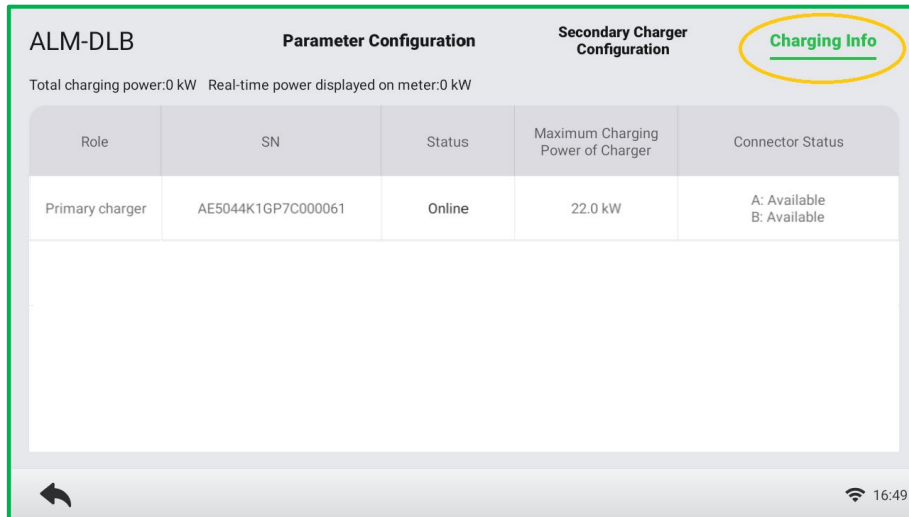 ALM-DLB
Parameter Configuration
Secondary Charger
Configuration
Charging Info
Total charging power:0 kW Real-time power displayed on meter:0 kW
Role
SN
Status
Maximum Charging
Power of Charger
Connector Status
Primary charger
AE5044K1GP7C000061
Online
22.0 kW
A: Available
B: Available
16:49